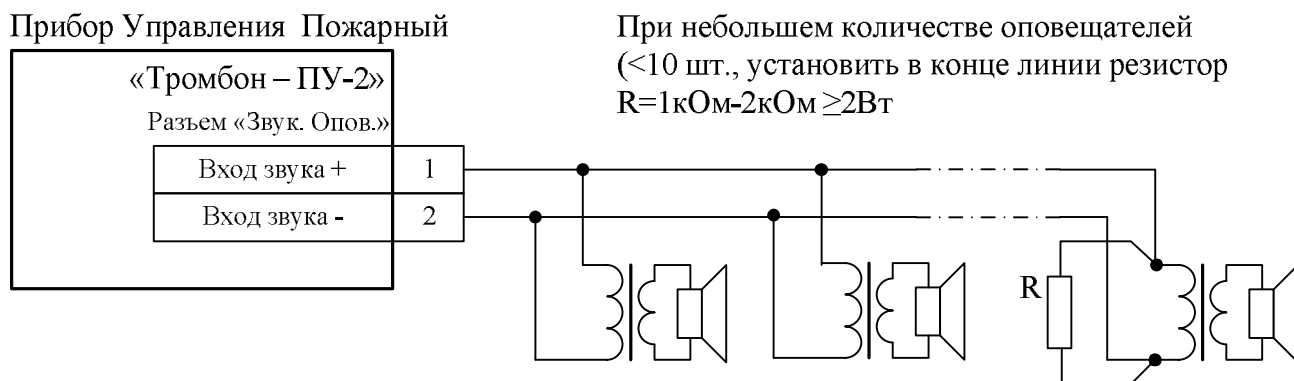 Прибор Управления Пожарный
«Тромбон – ПУ-2»
Разъем «Звук. Опов.»
Вход звука + 1
Вход звука - 2
При небольшем количестве оповещателей
(<10 шт., установить в конце линии резистор
R=1кОм-2кОм ≥2Вт
R